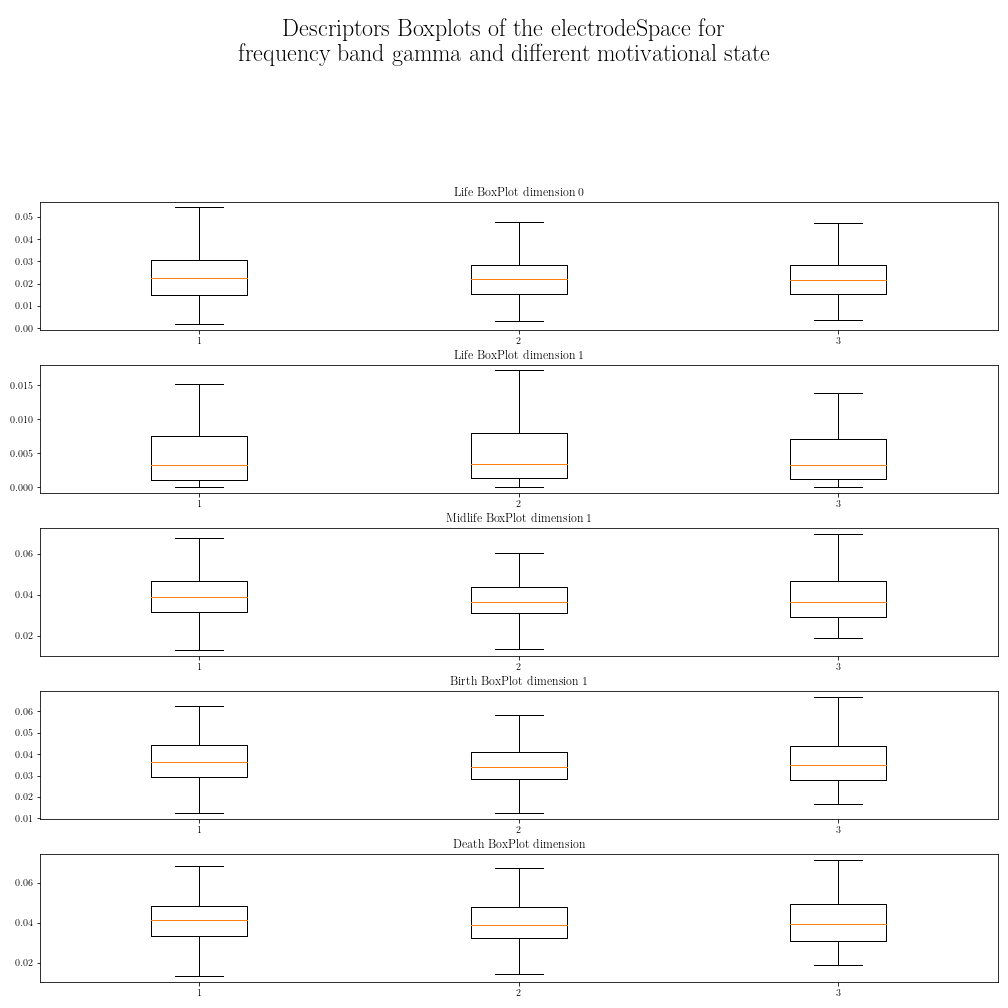 Descriptors Boxplots of the electrodeSpace for
frequency band gamma and different motivational state
Life BoxPlot dimension 0
0.05
0.04
0.03
0.02
0.01
0.00
1 2 3
Life BoxPlot dimension 1
0.015
0.010
0.005
0.000
1 2 3
Midlife BoxPlot dimension 1
0.06
0.04
0.02
1 2 3
Birth BoxPlot dimension 1
0.06
0.05
0.04
0.03
0.02
0.01
1 2 3
Death BoxPlot dimension
0.06
0.04
0.02
1 2 3